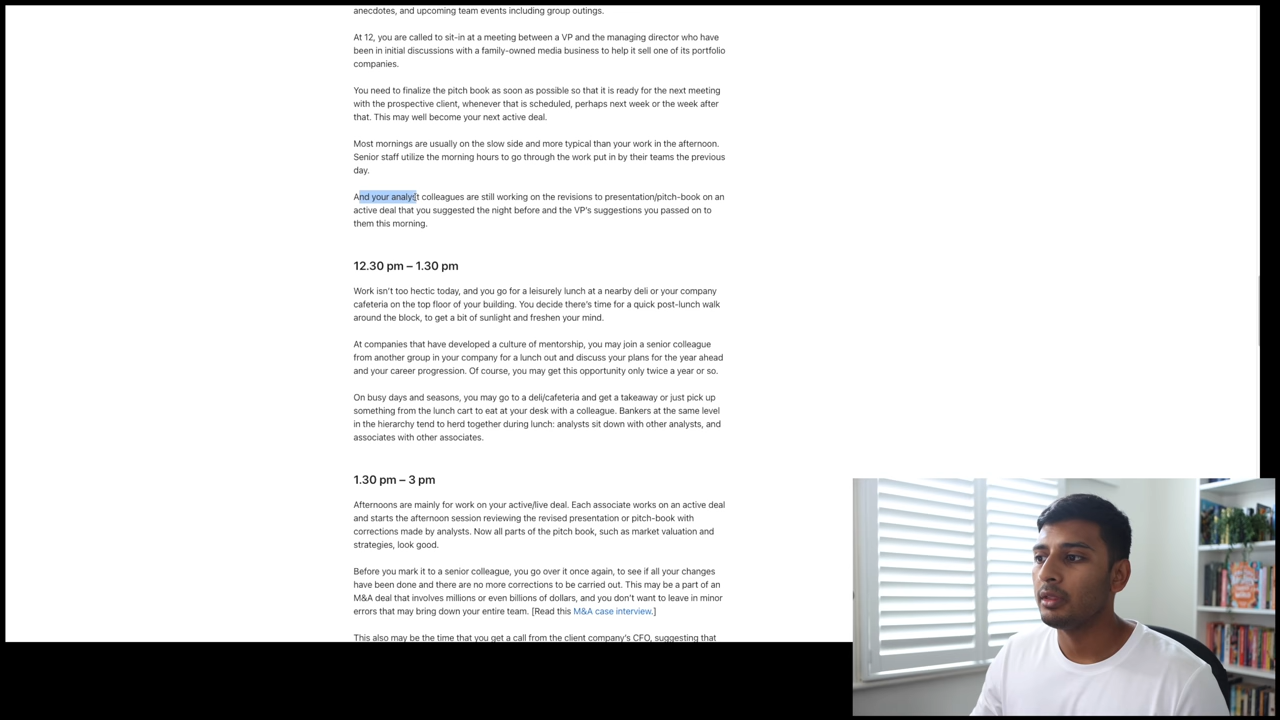 anecdotes, and upcoming team events including group outings.
At 12, you are called to sit-in at a meeting between a VP and the managing director who have
been in initial discussions with a family-owned media business to help it sell one of its portfolio
companies.
You need to finalize the pitch book as soon as possible so that it is ready for the next meeting
with the prospective client, whenever that is scheduled, perhaps next week or the week after
that. This may well become your next active deal.
Most mornings are usually on the slow side and more typical than your work in the afternoon.
Senior staff utilize the morning hours to go through the work put in by their teams the previous
day.
And your analyst colleagues are still working on the revisions to presentation/pitch-book on an
active deal that you suggested the night before and the VP's suggestions you passed on to
them this morning.
12.30 pm – 1.30 pm
Work isn't too hectic today, and you go for a leisurely lunch at a nearby deli or your company
cafeteria on the top floor of your building. You decide there's time for a quick post-lunch walk
around the block, to get a bit of sunlight and freshen your mind.
At companies that have developed a culture of mentorship, you may join a senior colleague
from another group in your company for a lunch out and discuss your plans for the year ahead
and your career progression. Of course, you may get this opportunity only twice a year or so.
On busy days and seasons, you may go to a deli/cafeteria and get a takeaway or just pick up
something from the lunch cart to eat at your desk with a colleague. Bankers at the same level
in the hierarchy tend to herd together during lunch: analysts sit down with other analysts, and
associates with other associates.
1.30 pm – 3 pm
Afternoons are mainly for work on your active/live deal. Each associate works on an active deal
and starts the afternoon session reviewing the revised presentation or pitch-book with
corrections made by analysts. Now all parts of the pitch book, such as market valuation and
strategies, look good.
Before you mark it to a senior colleague, you go over it once again, to see if all your changes
have been done and there are no more corrections to be carried out. This may be a part of an
M&A deal that involves millions or even billions of dollars, and you don't want to leave in minor
errors that may bring down your entire team. [Read this M&A case interview.]
This also may be the time that you get a call from the client company's CFO, suggesting that